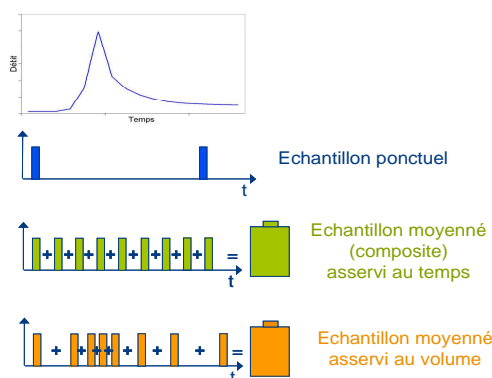 Débit
Temps
Echantillon ponctuel
t
Echantillon moyenné
(composite)
asservi au temps
+ + + + + + + =
t
Echantillon moyenné
asservi au volume
+ + + + + + + =
t